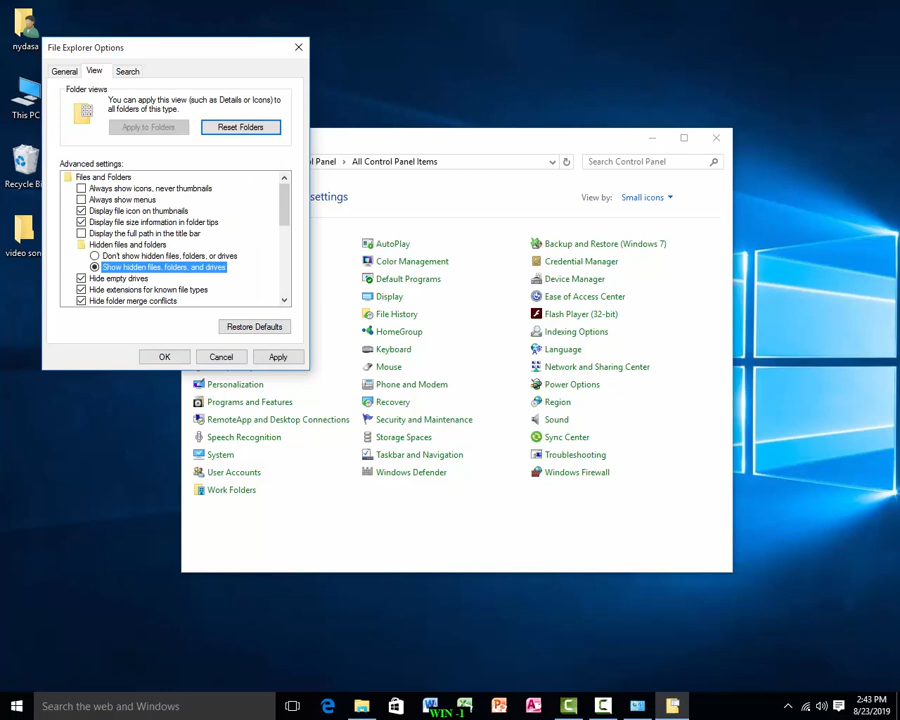 nydasa
This PC
Recycle Bi
video son
File Explorer Options
General
View
Search
Folder views
You can apply this view (such as Details or Icons) to
all folders of this type.
Apply to Folders
Reset Folders
Advanced settings:
Files and Folders
Always show icons, never thumbnails
Always show menus
Display file icon on thumbnails
Display file size information in folder tips
Display the full path in the title bar
Hidden files and folders
Don't show hidden files, folders, or drives
Show hidden files, folders, and drives
Hide empty drives
Hide extensions for known file types
Hide folder merge conflicts
Restore Defaults
OK
Cancel
Apply
l Panel
All Control Panel Items
Search Control Panel
settings
View by:
Small icons
AutoPlay
Backup and Restore (Windows 7)
Color Management
Credential Manager
Default Programs
Device Manager
Display
Ease of Access Center
File History
Flash Player (32-bit)
HomeGroup
Indexing Options
Keyboard
Language
Mouse
Network and Sharing Center
Personalization
Phone and Modem
Power Options
Programs and Features
Recovery
Region
RemoteApp and Desktop Connections
Security and Maintenance
Sound
Speech Recognition
Storage Spaces
Sync Center
System
Taskbar and Navigation
Troubleshooting
User Accounts
Windows Defender
Windows Firewall
Work Folders
Search the web and Windows
WIN -1
2:43 PM
8/23/2019